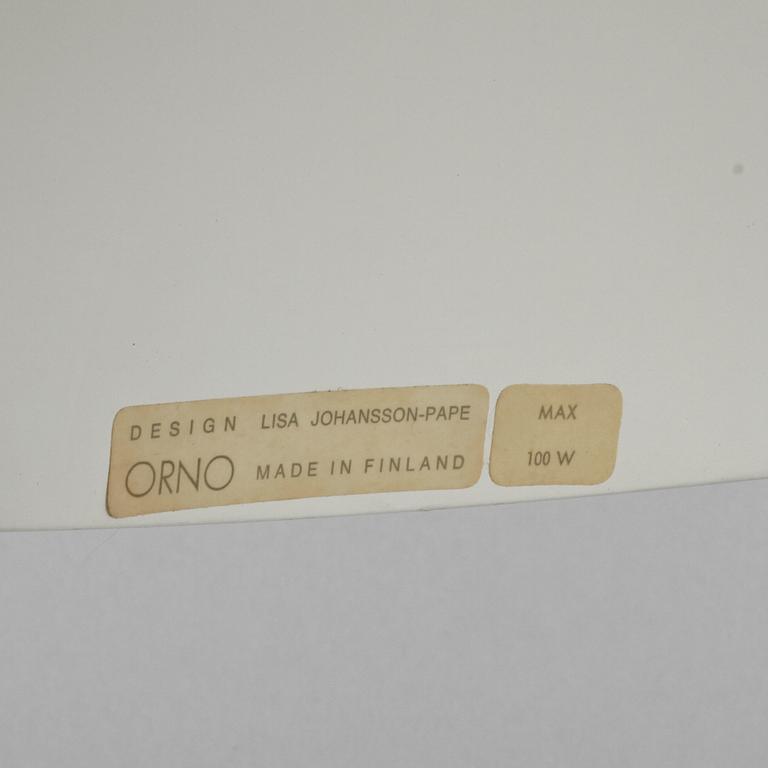 DESIGN LISA JOHANSSON-PAPE
ORNO MADE IN FINLAND
MAX
100 W